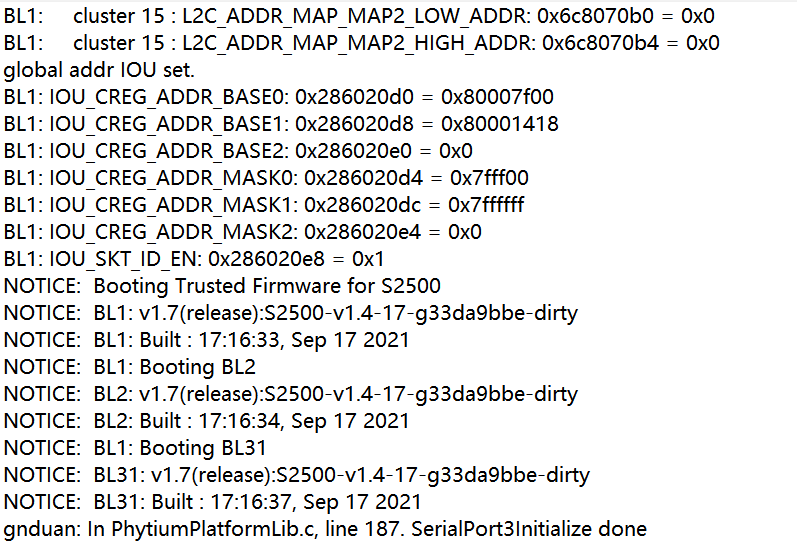 BL1:     cluster 15 : L2C_ADDR_MAP_MAP2_LOW_ADDR: 0x6c8070b0 = 0x0
BL1:     cluster 15 : L2C_ADDR_MAP_MAP2_HIGH_ADDR: 0x6c8070b4 = 0x0
global addr IOU set.
BL1: IOU_CREG_ADDR_BASE0: 0x286020d0 = 0x80007f00
BL1: IOU_CREG_ADDR_BASE1: 0x286020d8 = 0x80001418
BL1: IOU_CREG_ADDR_BASE2: 0x286020e0 = 0x0
BL1: IOU_CREG_ADDR_MASK0: 0x286020d4 = 0x7fff00
BL1: IOU_CREG_ADDR_MASK1: 0x286020dc = 0x7ffffff
BL1: IOU_CREG_ADDR_MASK2: 0x286020e4 = 0x0
BL1: IOU_SKT_ID_EN: 0x286020e8 = 0x1
NOTICE:  Booting Trusted Firmware for S2500
NOTICE:  BL1: v1.7(release):S2500-v1.4-17-g33da9bbe-dirty
NOTICE:  BL1: Built : 17:16:33, Sep 17 2021
NOTICE:  BL1: Booting BL2
NOTICE:  BL2: v1.7(release):S2500-v1.4-17-g33da9bbe-dirty
NOTICE:  BL2: Built : 17:16:34, Sep 17 2021
NOTICE:  BL1: Booting BL31
NOTICE:  BL31: v1.7(release):S2500-v1.4-17-g33da9bbe-dirty
NOTICE:  BL31: Built : 17:16:37, Sep 17 2021
gnduan: In PhytiumPlatformLib.c, line 187. SerialPort3Initialize done